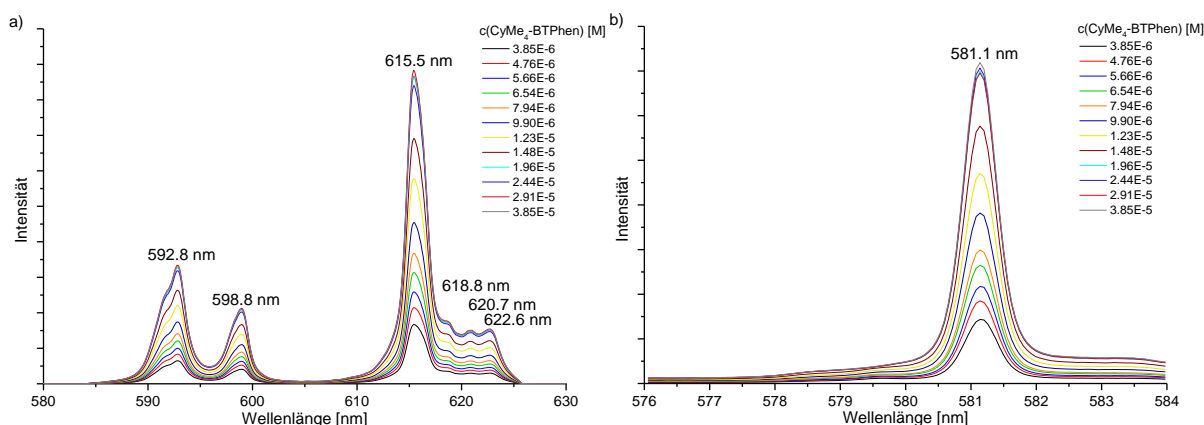 a)
c(CyMe4-BTPhen) [M]
3.85E-6
4.76E-6
5.66E-6
6.54E-6
7.94E-6
9.90E-6
1.23E-5
1.48E-5
1.96E-5
2.44E-5
2.91E-5
3.85E-5
615.5 nm
592.8 nm
598.8 nm
618.8 nm
620.7 nm
622.6 nm
Intensität
580 590 600 610 620 630
Wellenlänge [nm]
b)
c(CyMe4-BTPhen) [M]
3.85E-6
4.76E-6
5.66E-6
6.54E-6
7.94E-6
9.90E-6
1.23E-5
1.48E-5
1.96E-5
2.44E-5
2.91E-5
3.85E-5
581.1 nm
Intensität
576 577 578 579 580 581 582 583 584
Wellenlänge [nm]